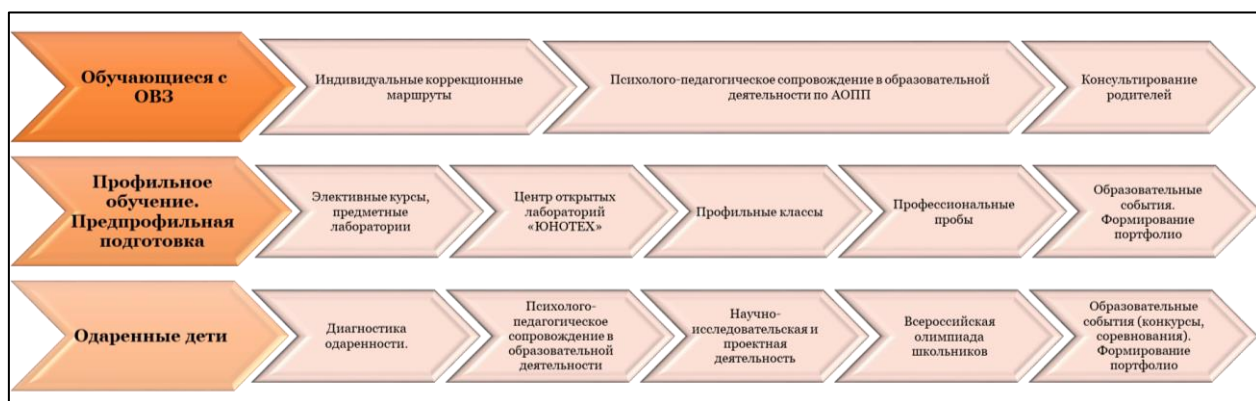 Обучающиеся с
ОВЗ
Индивидуальные коррекционные
маршруты
Психолого-педагогическое сопровождение в образовательной
деятельности по АОПП
Консультирование
родителей
Профильное
обучение.
Предпрофильная
подготовка
Элективные курсы,
предметные
лаборатории
Центр открытых
лабораторий
«ЮНОТЕХ»
Профильные классы
Профессиональные
пробы
Образовательные
события.
Формирование
портфолио
Одаренные дети
Диагностика
одаренности.
Психолого-
педагогическое
сопровождение в
образовательной
деятельности
Научно-
исследовательская и
проектная
деятельность
Всероссийская
олимпиада
школьников
Образовательные
события (конкурсы,
соревнования).
Формирование
портфолио